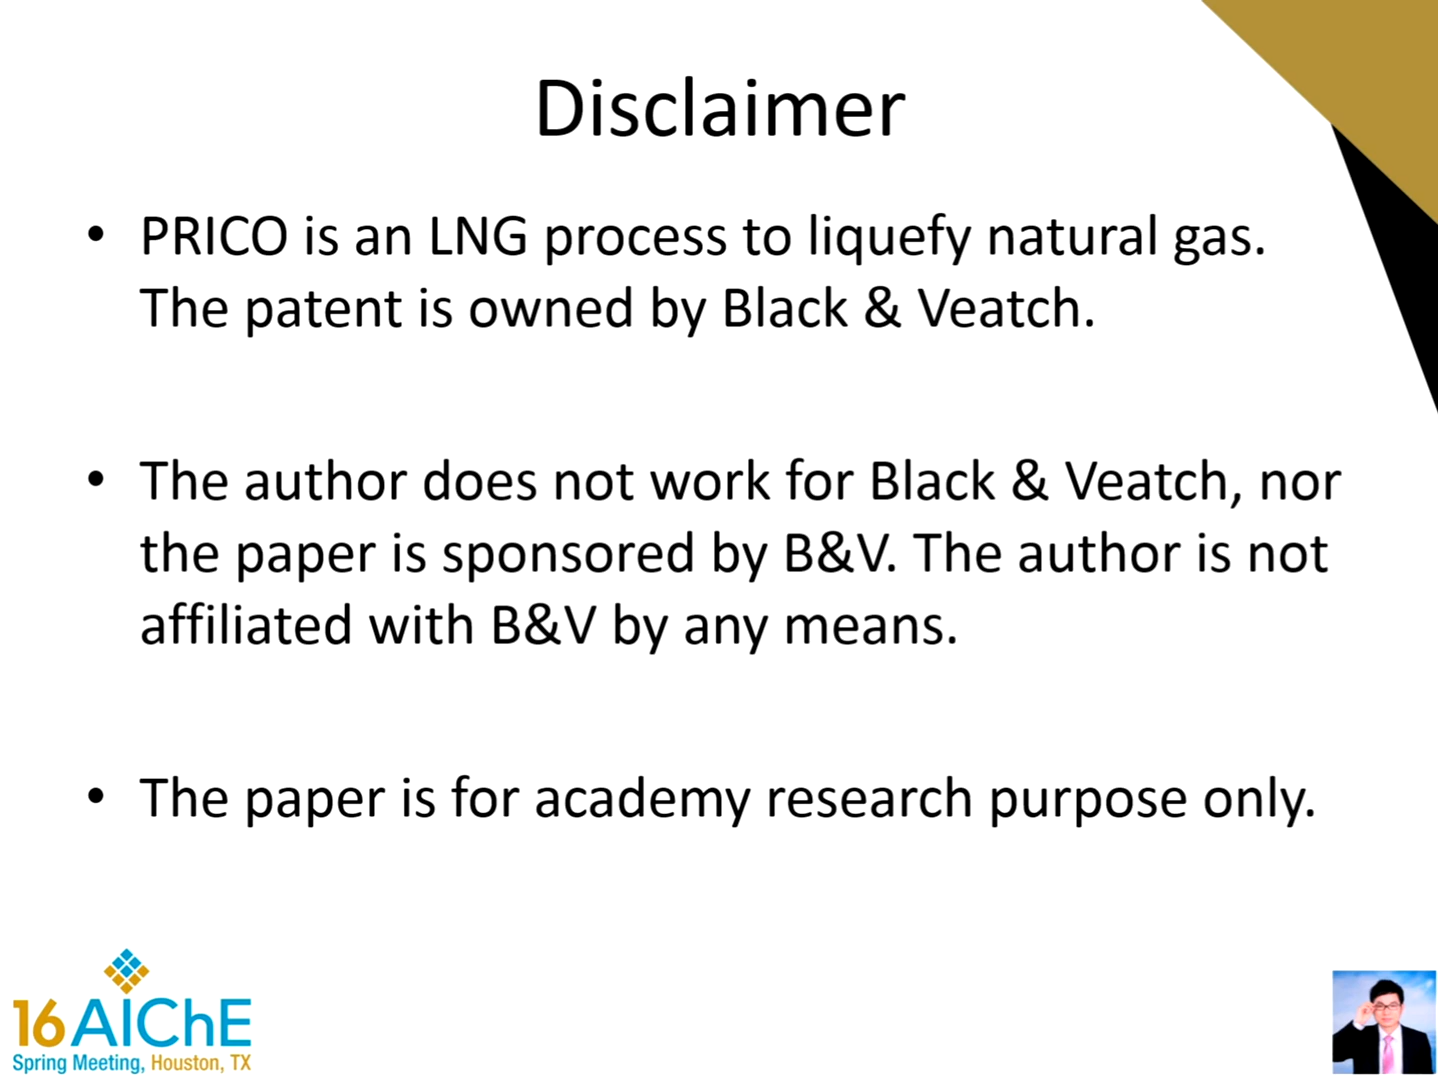 Disclaimer
• PRICO is an LNG process to liquefy natural gas.
The patent is owned by Black & Veatch.
• The author does not work for Black & Veatch, nor
the paper is sponsored by B&V. The author is not
affiliated with B&V by any means.
• The paper is for academy research purpose only.
16 AIChE
Spring Meeting, Houston, TX